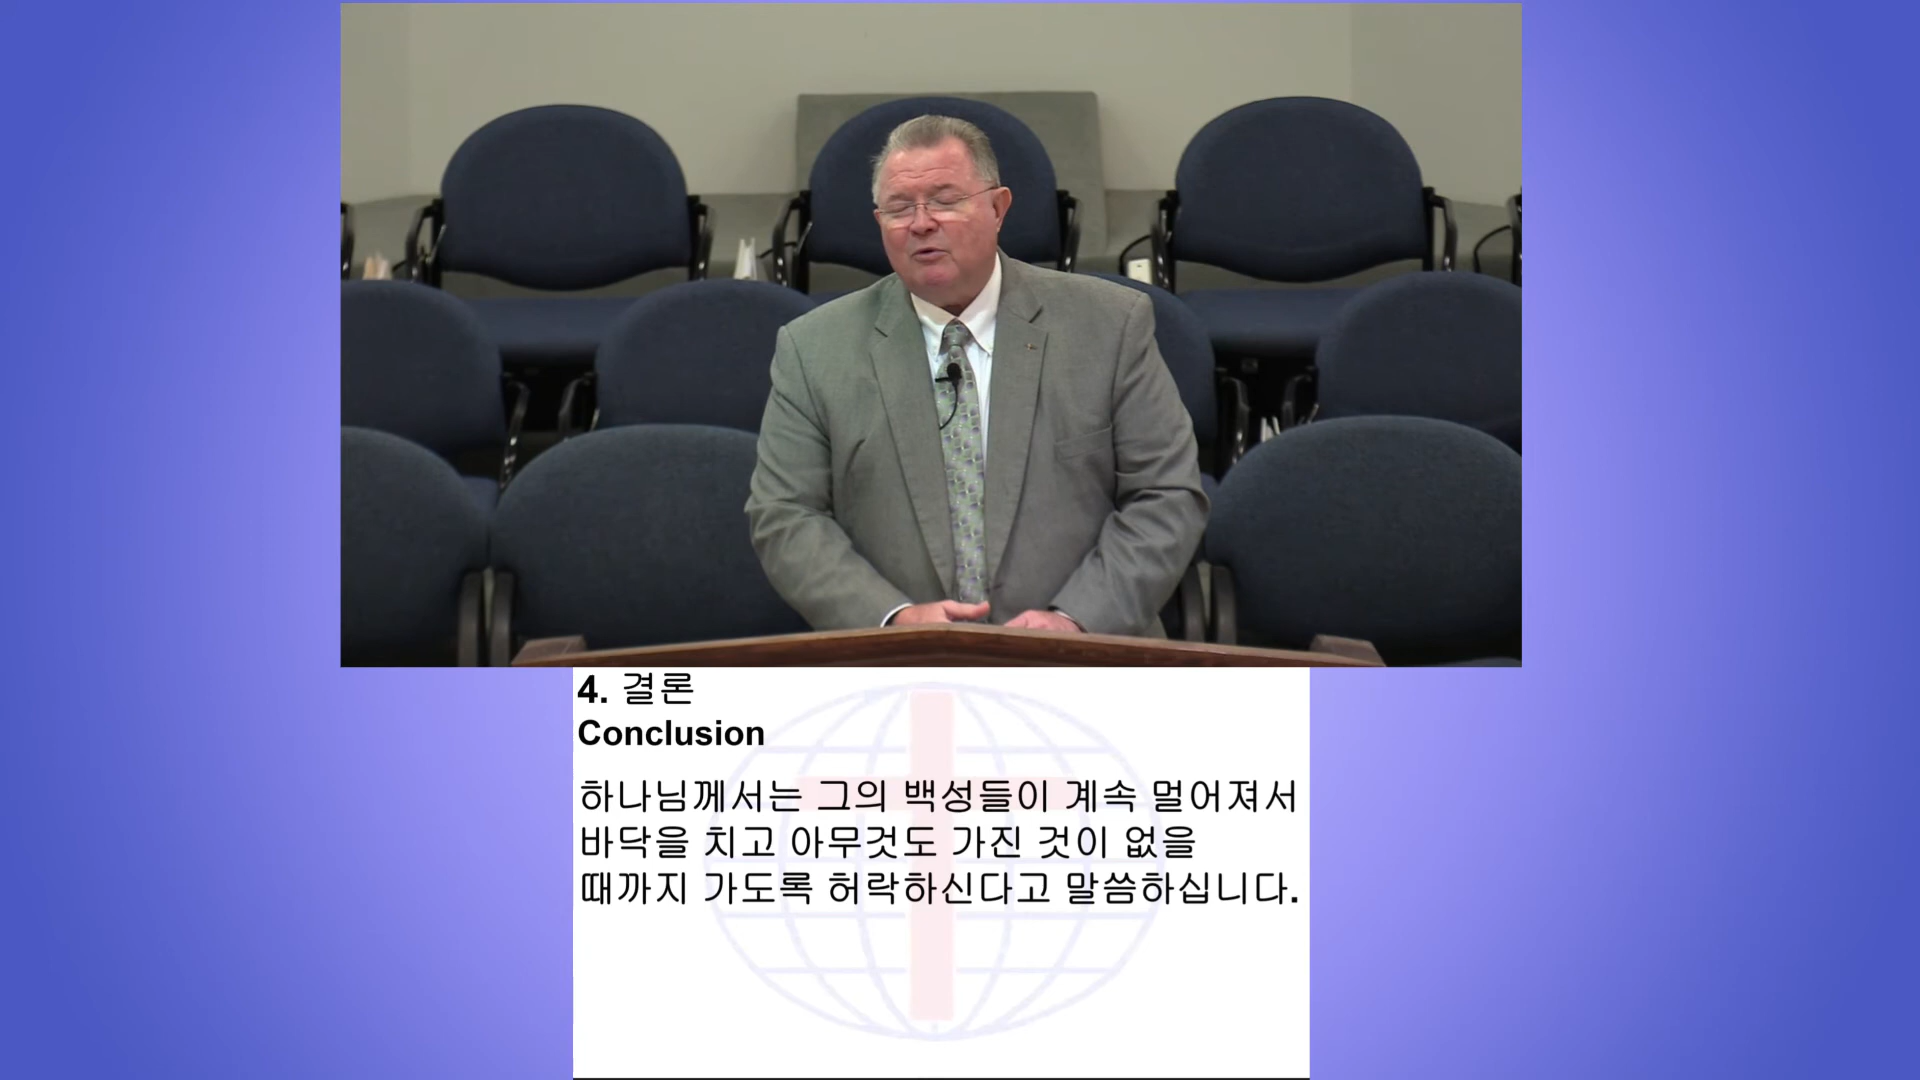 4. 결론
Conclusion
하나님께서는 그의 백성들이 계속 멀어져서
바닥을 치고 아무것도 가진 것이 없을
때까지 가도록 허락하신다고 말씀하십니다.